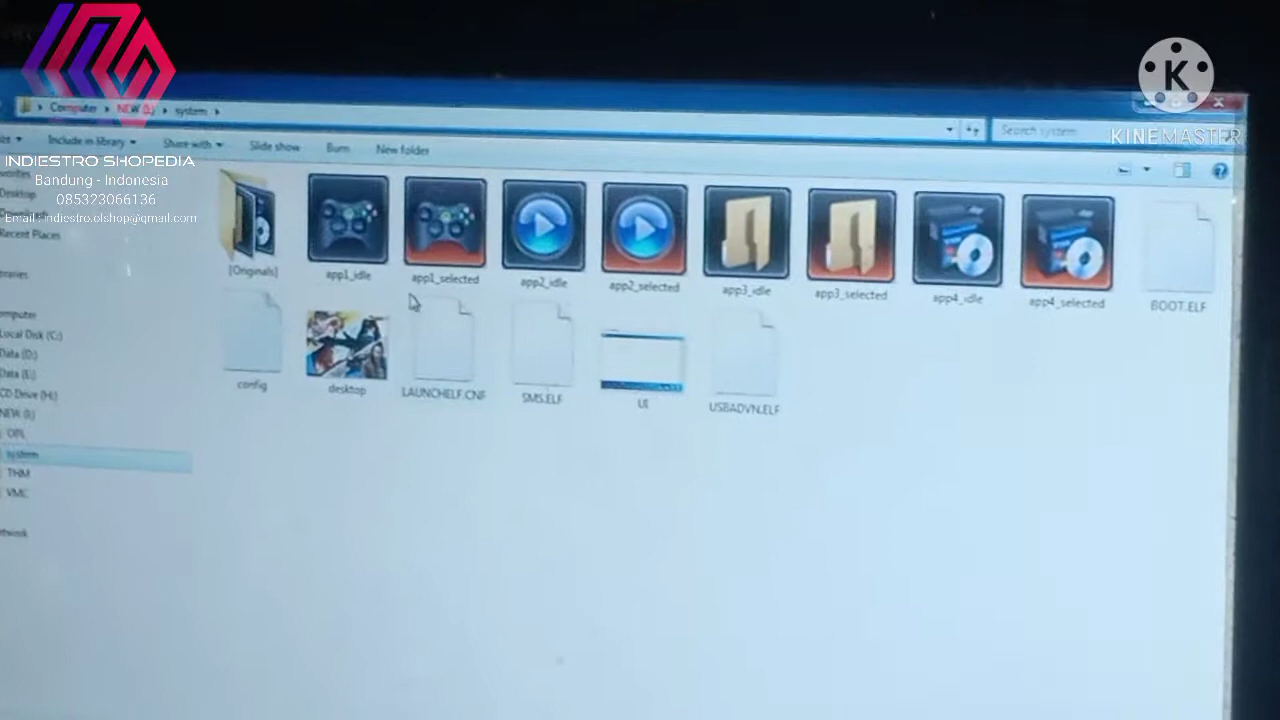 INDIESTRO SHOPEDIA
Bandung - Indonesia
085323066136
Email : indiestro.olshop@gmail.com
K
KINEMASTER
Computer
NEW (I:)
system
Search system
Include in library
Share with
Slide show
Burn
New folder
Desktop
Recent Places
Local Disk (C:)
Data (D:)
Data (E:)
CD Drive (H:)
NEW (I:)
OPL
system
THM
VMC
[Originals]
app1_idle
app1_selected
app2_idle
app2_selected
app3_idle
app3_selected
app4_idle
app4_selected
BOOT.ELF
config
desktop
LAUNCHELF.CNF
SMS.ELF
UI
USBADVN.ELF